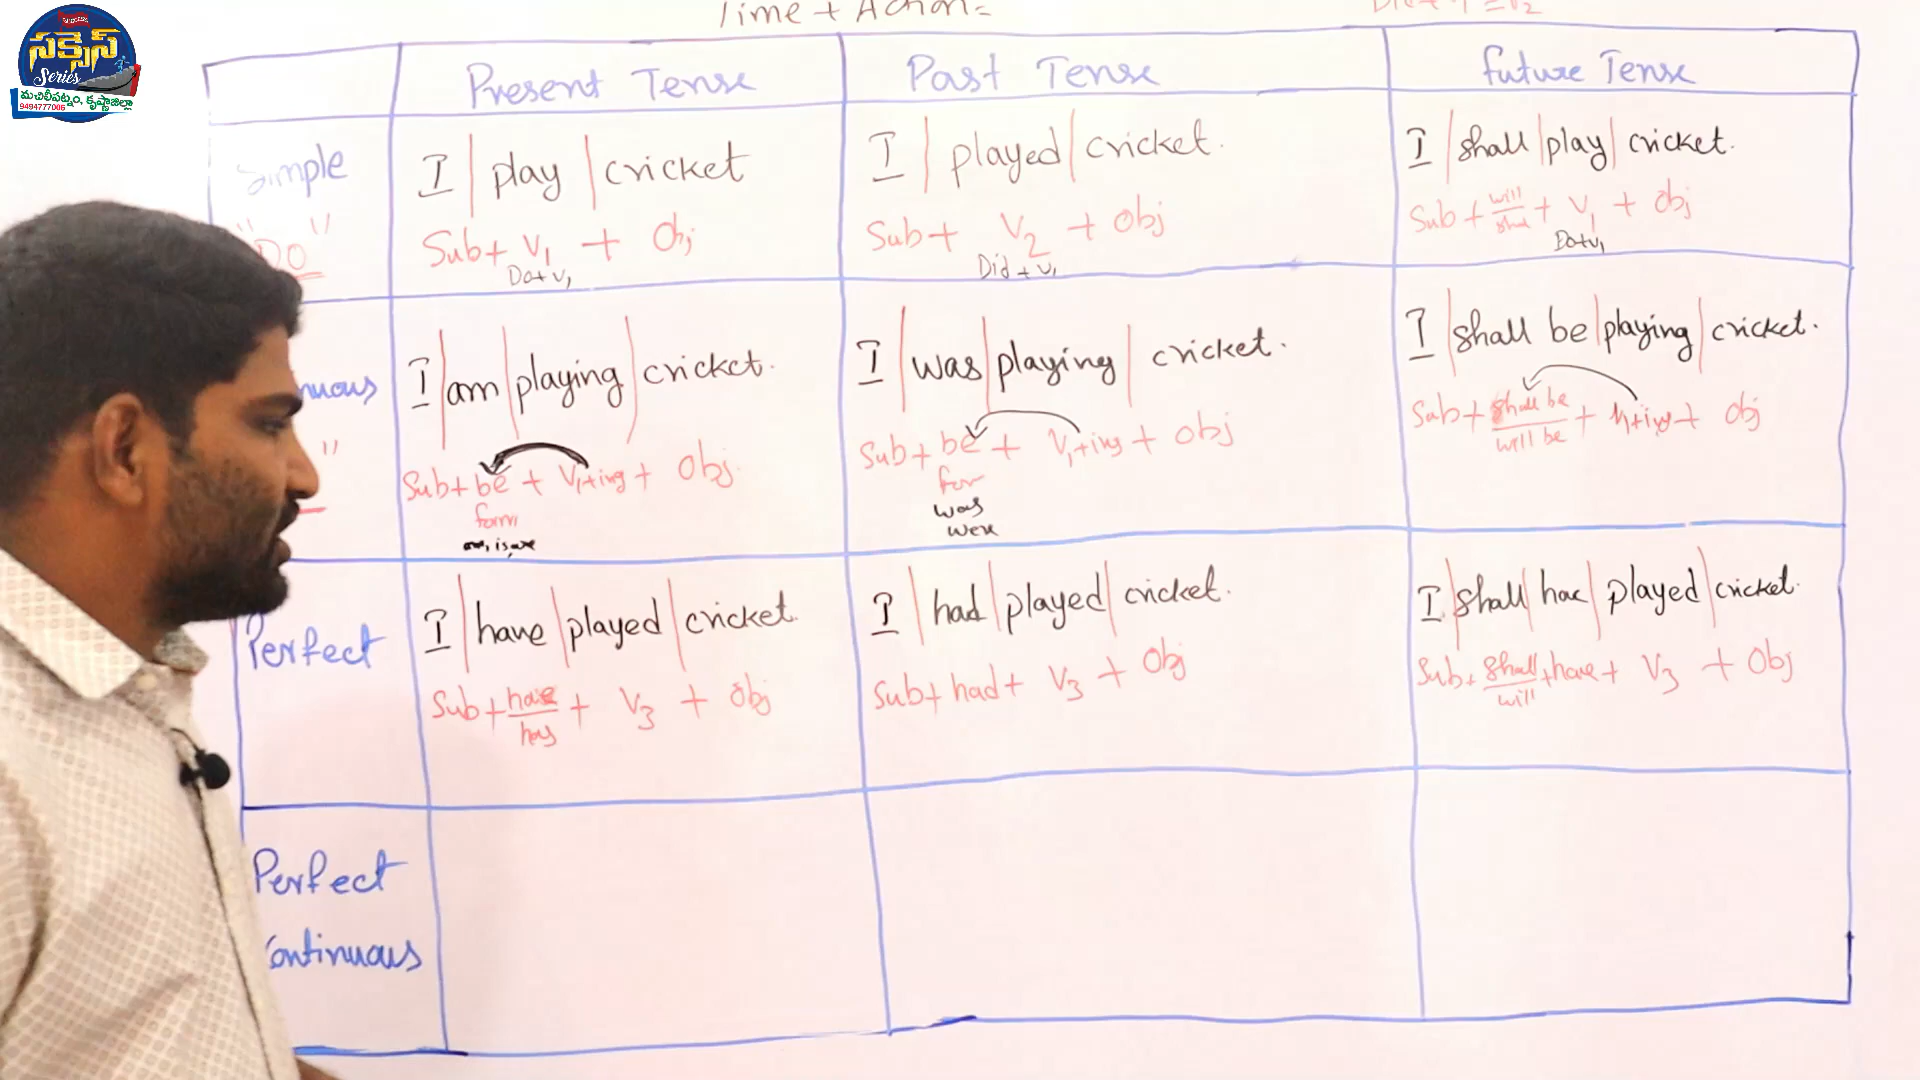 Success
సక్సెస్
Series
మచిలీపట్నం, కృష్ణాజిల్లా
9494777006
Time + Action =
Present Tense
Past Tense
future Tense
Simple
"Do"
I | play | cricket
Sub + V1 + Obj
Do+V1
I | played | cricket.
Sub + V2 + Obj
Did + V1
I | shall | play | cricket.
Sub + will/shall + V1 + Obj
Do+V1
nuous
I | am | playing | cricket.
Sub + be + V1+ing + Obj
form
am, is, are
I | was | playing | cricket.
Sub + be + V1+ing + Obj
for
was
were
I | shall be | playing | cricket.
Sub + shall be/will be + V1+ing + Obj
Perfect
I | have | played | cricket.
Sub + have/has + V3 + Obj
I | had | played | cricket.
Sub + had + V3 + Obj
I | shall | hae | played | cricket.
Sub + shall/will + have + V3 + Obj
Perfect
Continuous